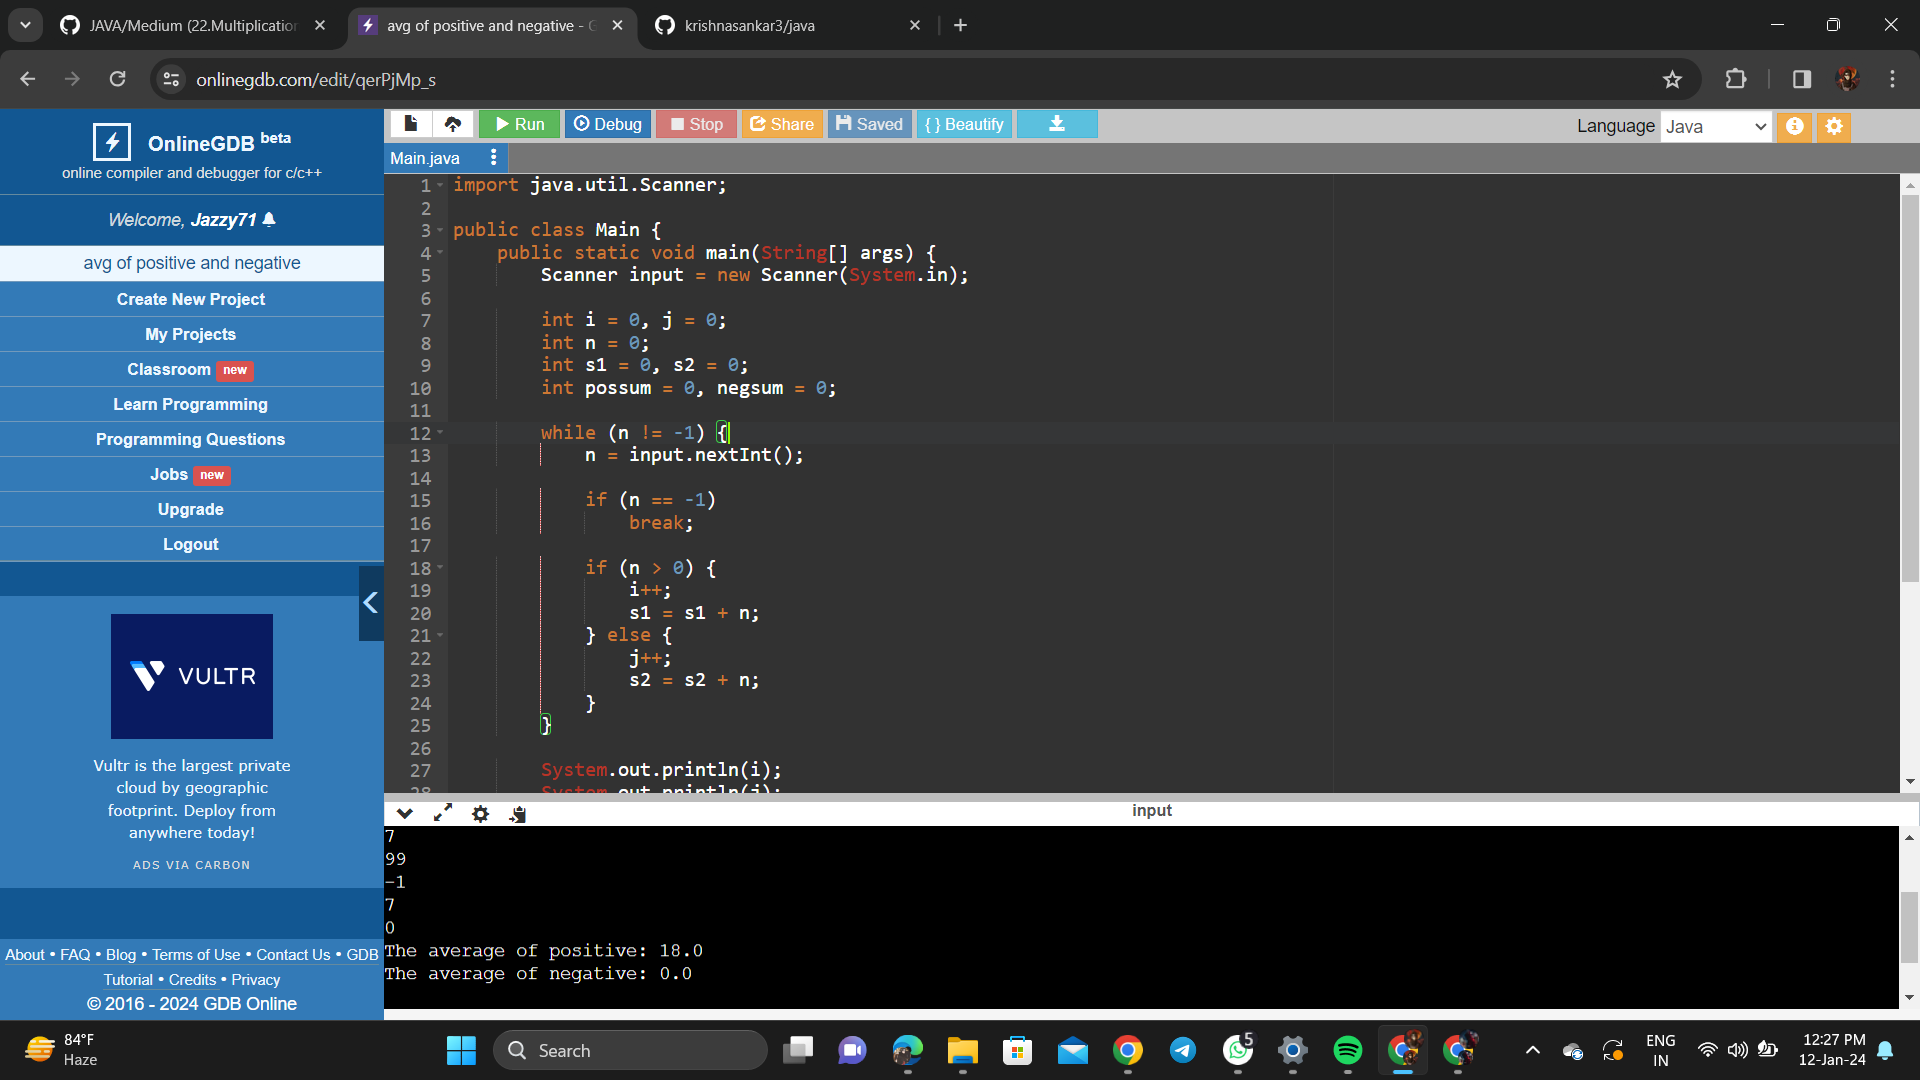 JAVA/Medium (22.Multiplication
avg of positive and negative - G
krishnasankar3/java
onlinegdb.com/edit/qerPjMp_s
OnlineGDB beta
online compiler and debugger for c/c++
Welcome, Jazzy71
avg of positive and negative
Create New Project
My Projects
Classroom new
Learn Programming
Programming Questions
Jobs new
Upgrade
Logout
VULTR
Vultr is the largest private
cloud by geographic
footprint. Deploy from
anywhere today!
ADS VIA CARBON
About • FAQ • Blog • Terms of Use • Contact Us • GDB
Tutorial • Credits • Privacy
© 2016 - 2024 GDB Online
Run Debug Stop Share Saved { } Beautify
Language Java
Main.java
1 import java.util.Scanner;
2
3 public class Main {
4     public static void main(String[] args) {
5         Scanner input = new Scanner(System.in);
6
7         int i = 0, j = 0;
8         int n = 0;
9         int s1 = 0, s2 = 0;
10         int possum = 0, negsum = 0;
11
12         while (n != -1) {
13             n = input.nextInt();
14
15             if (n == -1)
16                 break;
17
18             if (n > 0) {
19                 i++;
20                 s1 = s1 + n;
21             } else {
22                 j++;
23                 s2 = s2 + n;
24             }
25         }
26
27         System.out.println(i);
28         System.out.println(j);
input
7
99
-1
7
0
The average of positive: 18.0
The average of negative: 0.0
84°F
Haze
Search
5
ENG
IN
12:27 PM
12-Jan-24